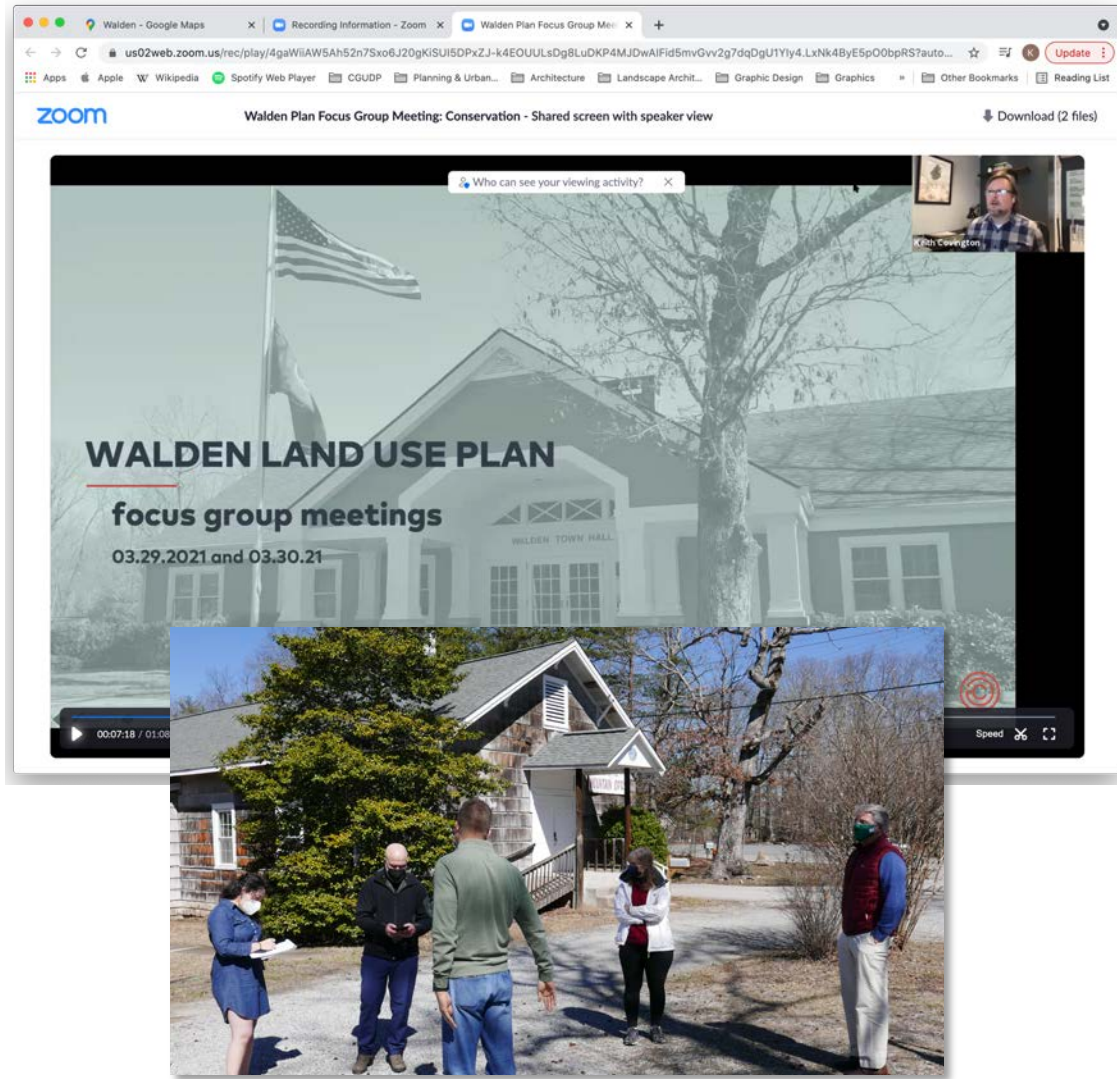 Walden - Google Maps
Recording Information - Zoom
Walden Plan Focus Group Mee
us02web.zoom.us/rec/play/4gaWiiAW5Ah52n7Sxo6J20gKiSUI5DPxZJ-k4EOUULsDg8LuDKP4MJDwAlFid5mvGvv2g7dqDgU1YIy4.LxNk4ByE5pO0bpRS?auto...
K
Update
Apps
Apple
W Wikipedia
Spotify Web Player
CGUDP
Planning & Urban...
Architecture
Landscape Archit...
Graphic Design
Graphics
»
Other Bookmarks
Reading List
zoom
Walden Plan Focus Group Meeting: Conservation - Shared screen with speaker view
Download (2 files)
Who can see your viewing activity?
Keith Covington
WALDEN TOWN HALL
WALDEN LAND USE PLAN
focus group meetings
03.29.2021 and 03.30.21
00:07:18 / 01:08
Speed